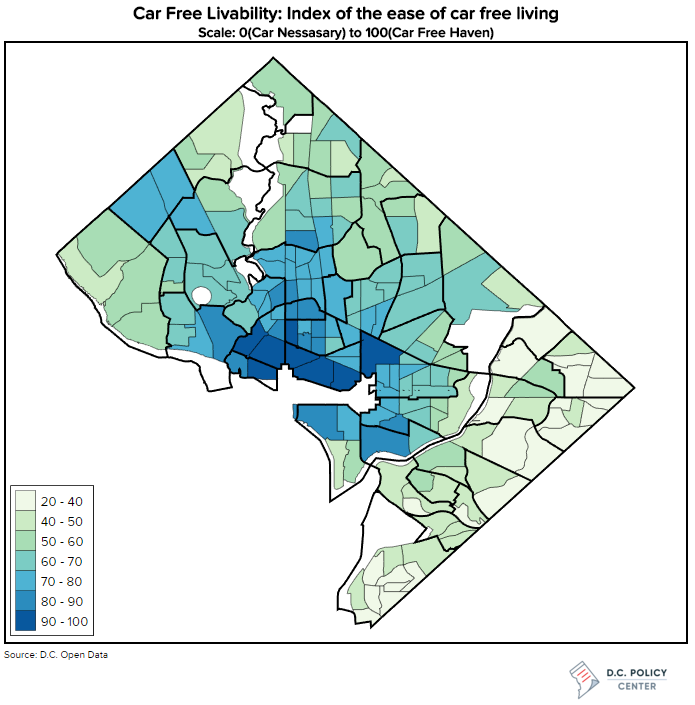 Car Free Livability: Index of the ease of car free living
Scale: 0(Car Nessasary) to 100(Car Free Haven)
20 - 40
40 - 50
50 - 60
60 - 70
70 - 80
80 - 90
90 - 100
Source: D.C. Open Data
D.C. POLICY
CENTER